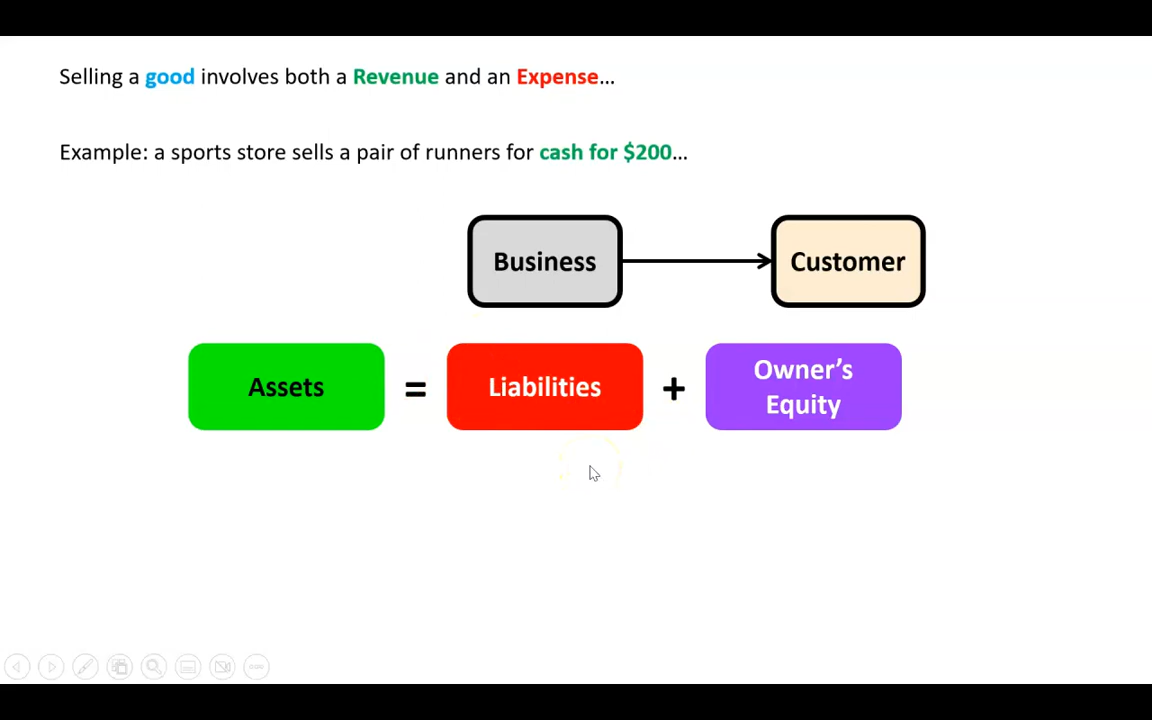 Selling a good involves both a Revenue and an Expense...
Example: a sports store sells a pair of runners for cash for $200...
Business
Customer
Assets
=
Liabilities
+
Owner's
Equity